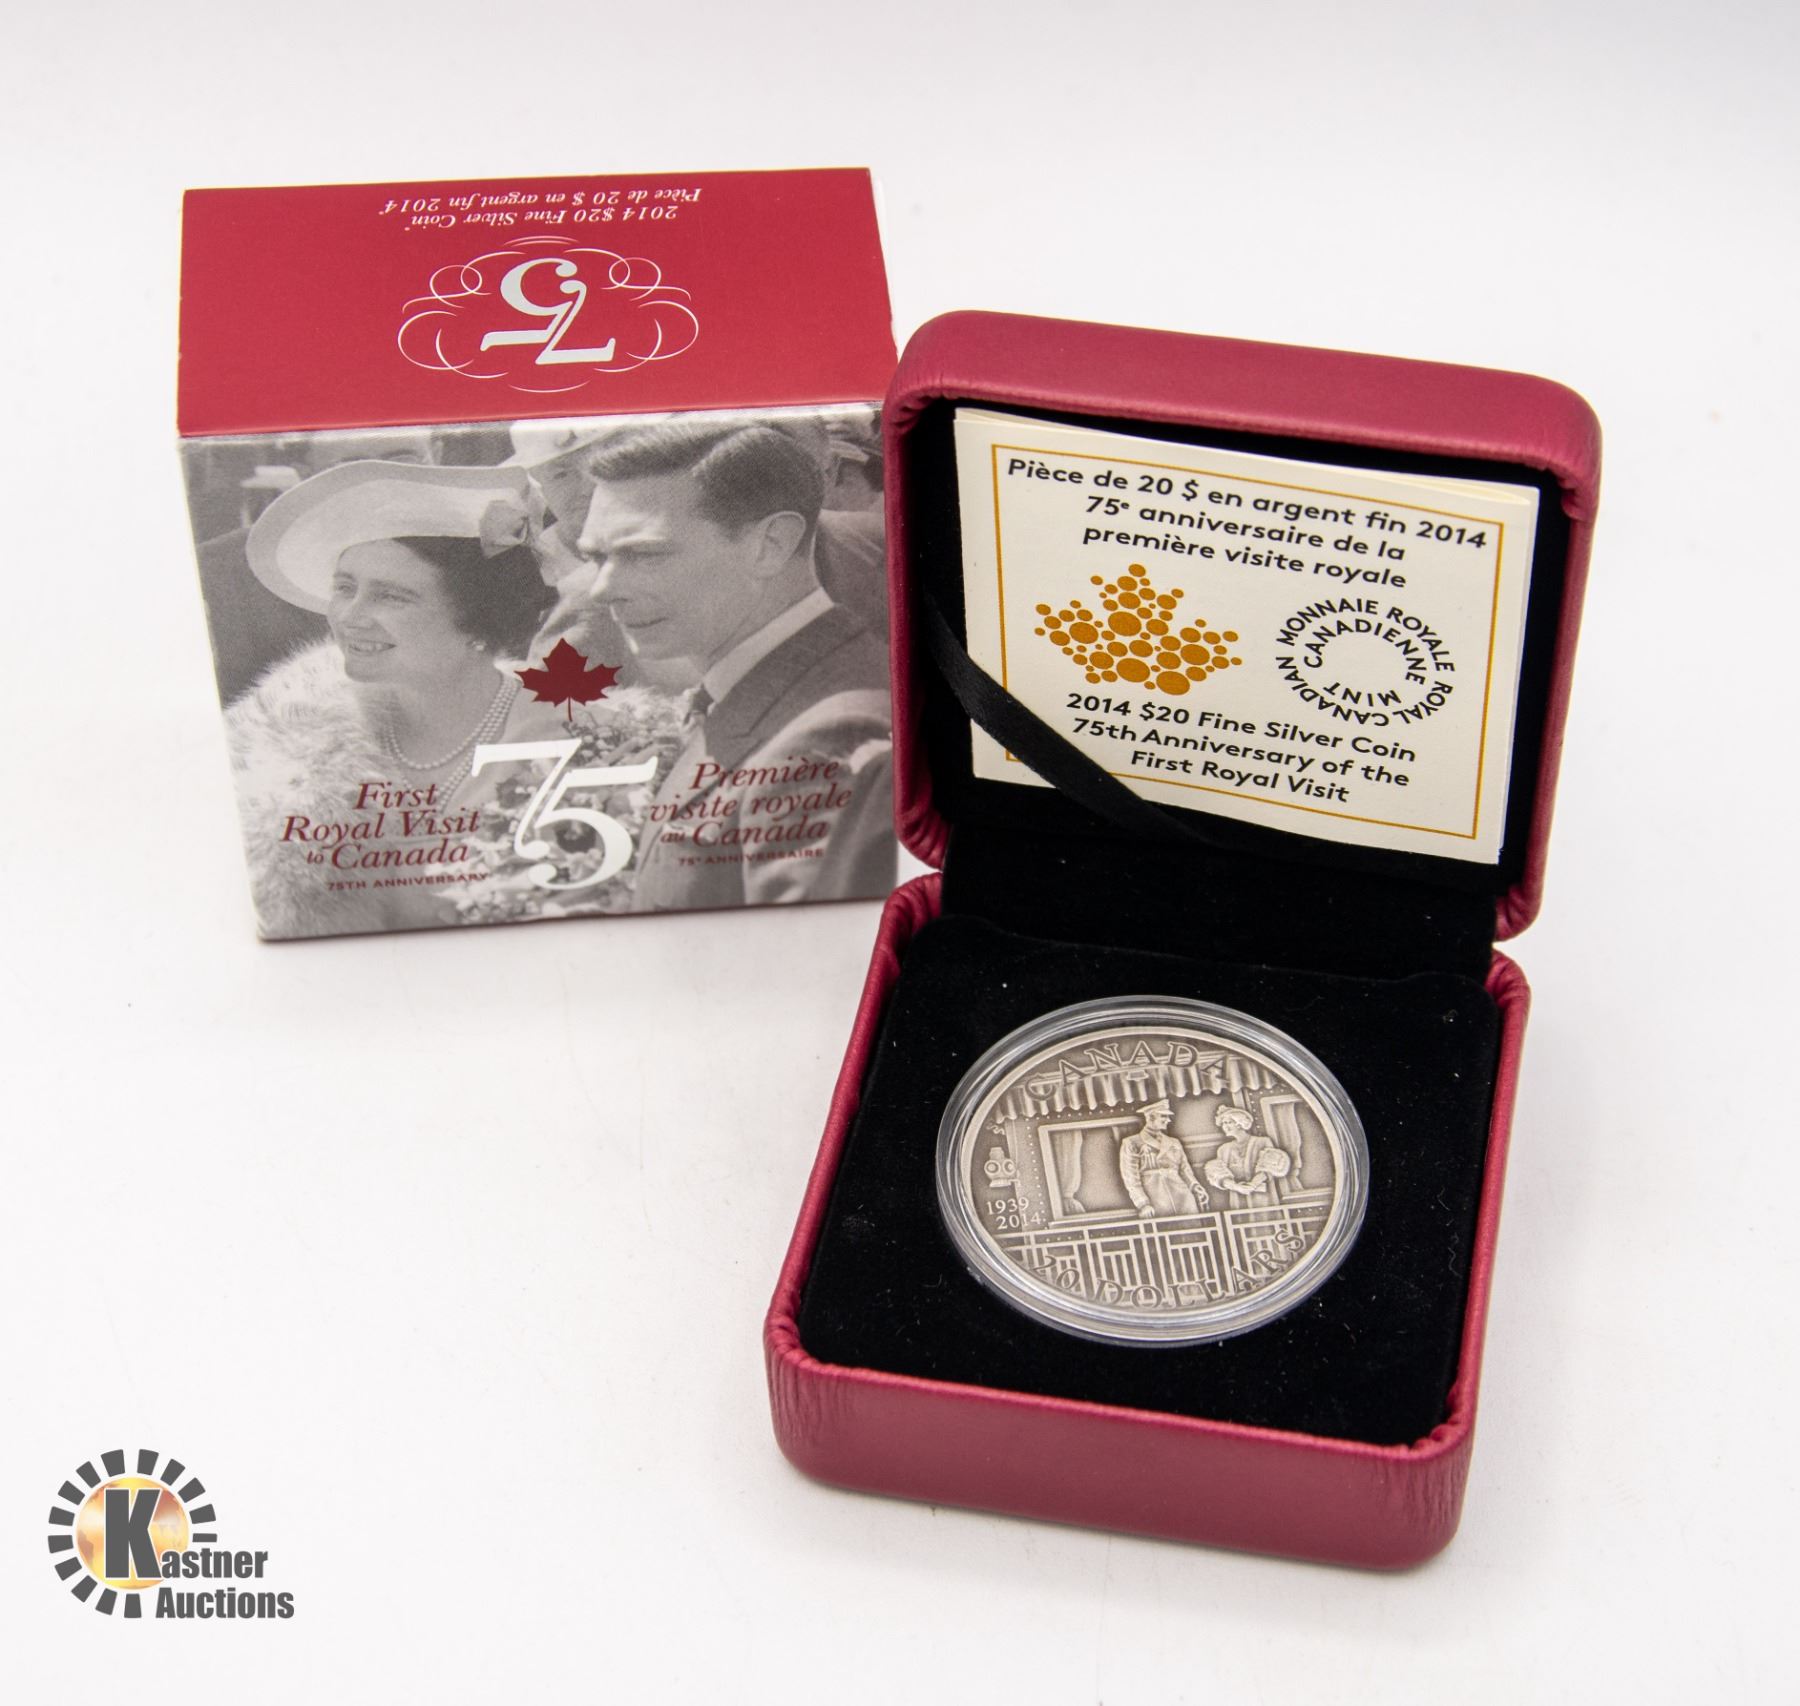 2014 $20 Fine Silver Coin*
Pièce de 20 $ en argent fin 2014*
75
First
Royal Visit
to Canada
75TH ANNIVERSARY
75
Première
visite royale
au Canada
75e ANNIVERSAIRE
Pièce de 20 $ en argent fin 2014
75e anniversaire de la
première visite royale
MONNAIE ROYALE CANADIENNE
ROYAL CANADIAN MINT
2014 $20 Fine Silver Coin
75th Anniversary of the
First Royal Visit
CANADA
1939
2014
20 DOLLARS
Kastner
Auctions